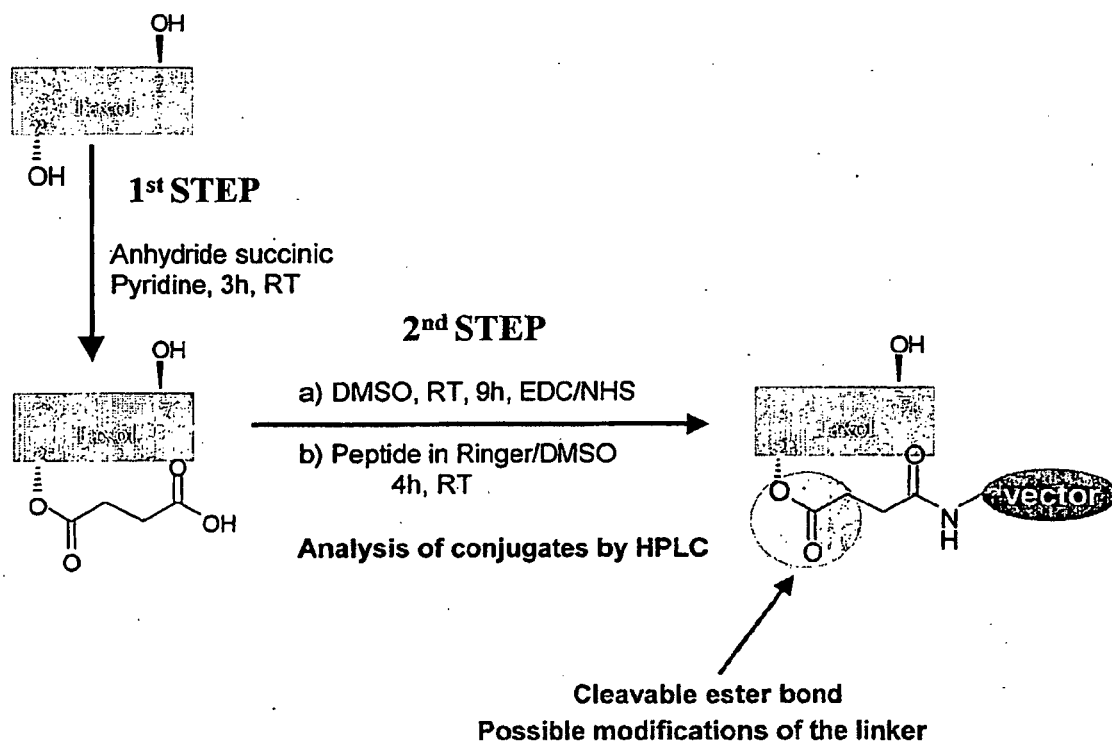 OH
Taxol
OH
1st STEP
Anhydride succinic
Pyridine, 3h, RT
2nd STEP
OH
a) DMSO, RT, 9h, EDC/NHS
b) Peptide in Ringer/DMSO
4h, RT
Analysis of conjugates by HPLC
O
O
OH
O
OH
Taxol
O
O
O
N
H
vector
Cleavable ester bond
Possible modifications of the linker